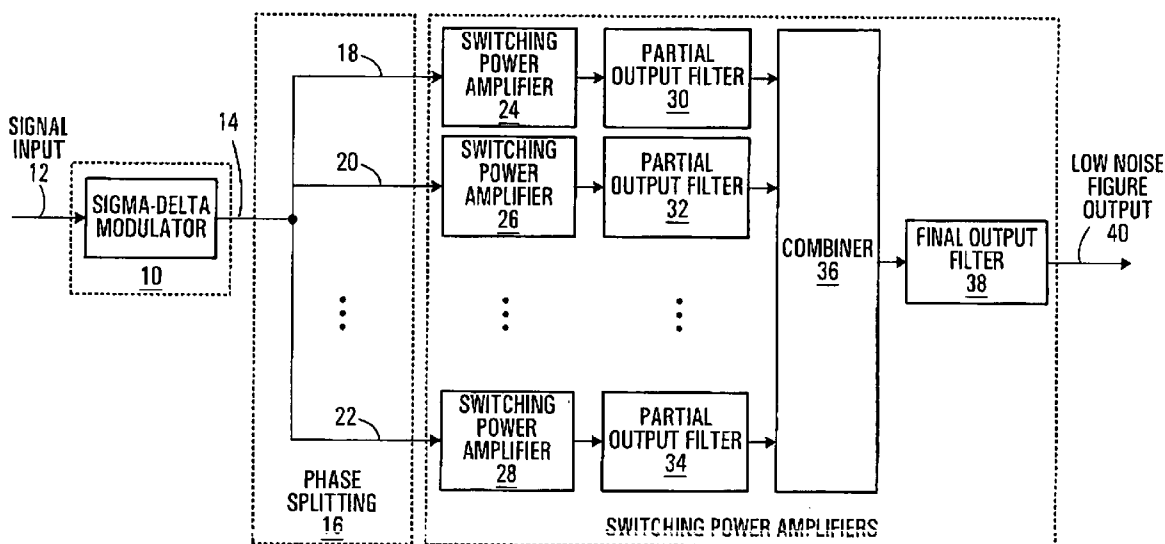 SIGNAL
INPUT
12
SIGMA-DELTA
MODULATOR
10
14
18
20
22
PHASE
SPLITTING
16
SWITCHING
POWER
AMPLIFIER
24
PARTIAL
OUTPUT FILTER
30
SWITCHING
POWER
AMPLIFIER
26
PARTIAL
OUTPUT FILTER
32
SWITCHING
POWER
AMPLIFIER
28
PARTIAL
OUTPUT FILTER
34
COMBINER
36
FINAL OUTPUT
FILTER
38
LOW NOISE
FIGURE
OUTPUT
40
SWITCHING POWER AMPLIFIERS